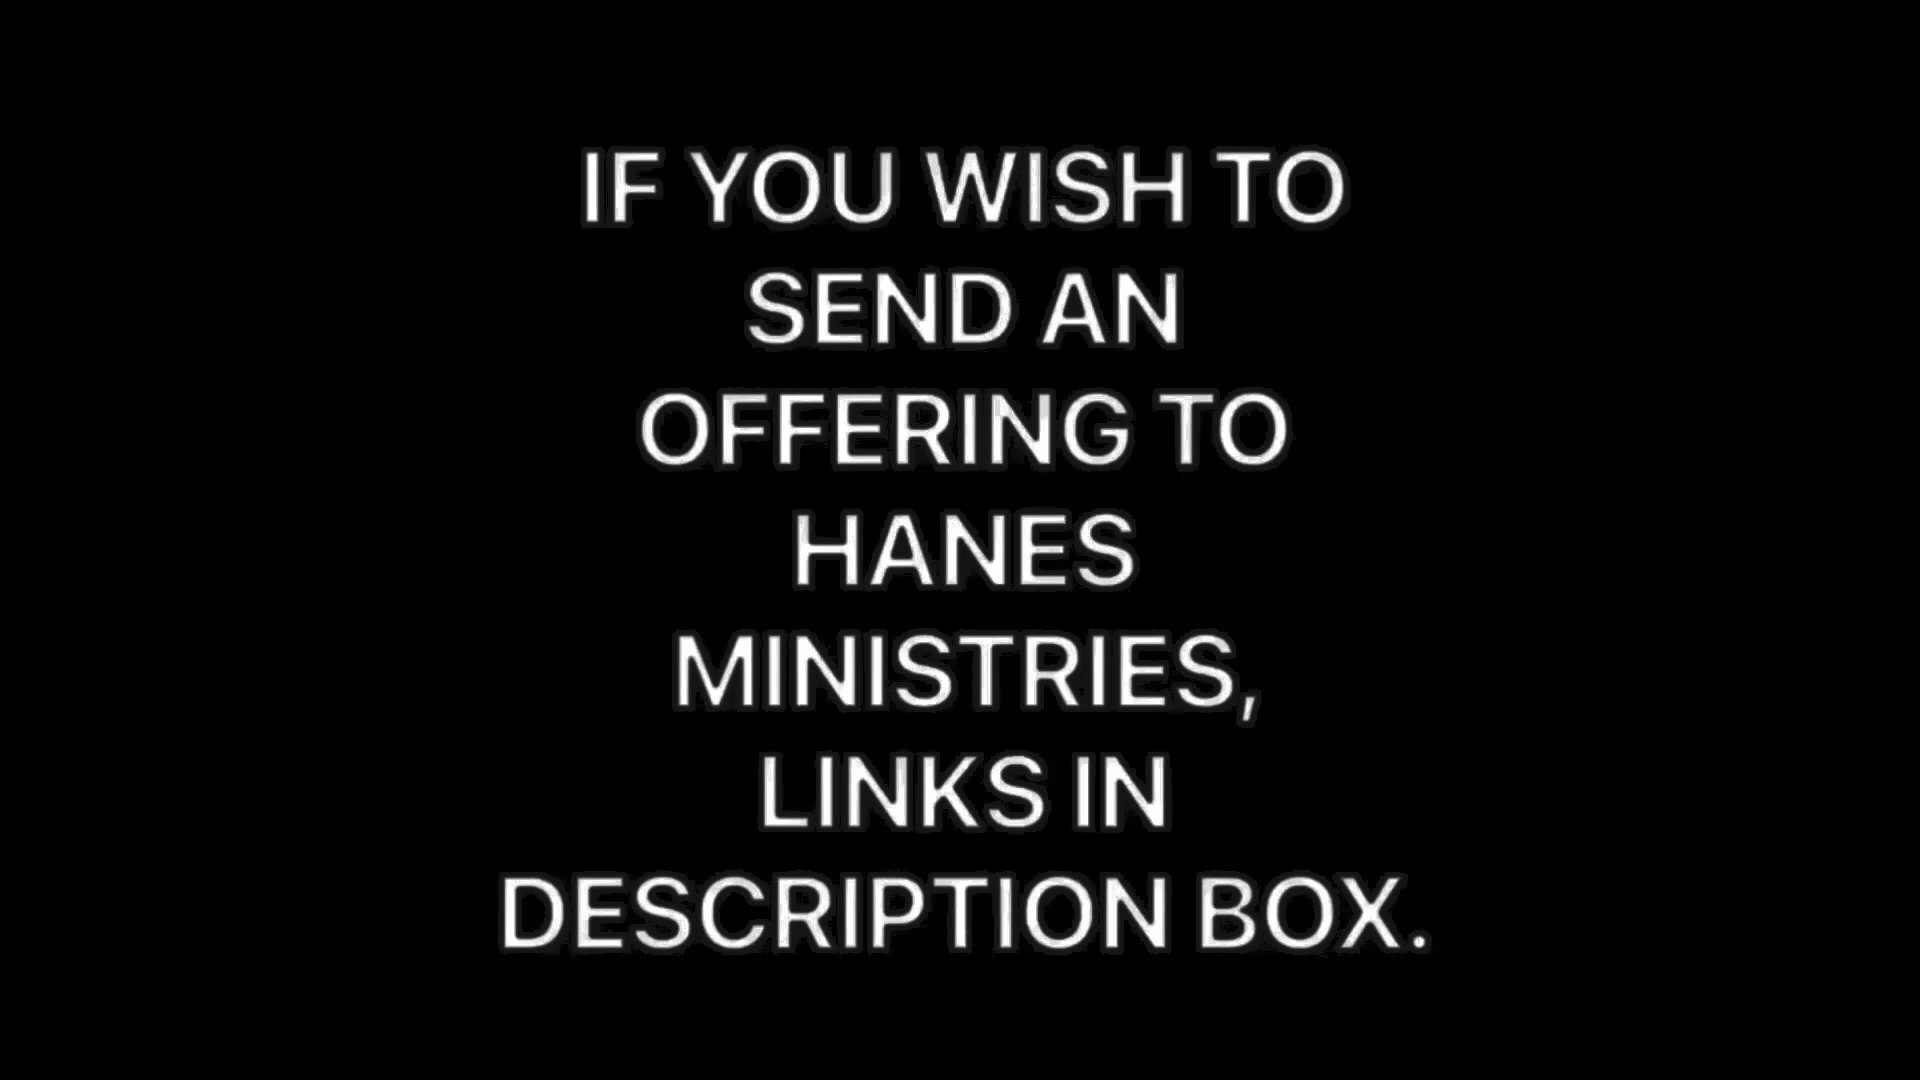 IF YOU WISH TO
SEND AN
OFFERING TO
HANES
MINISTRIES,
LINKS IN
DESCRIPTION BOX.